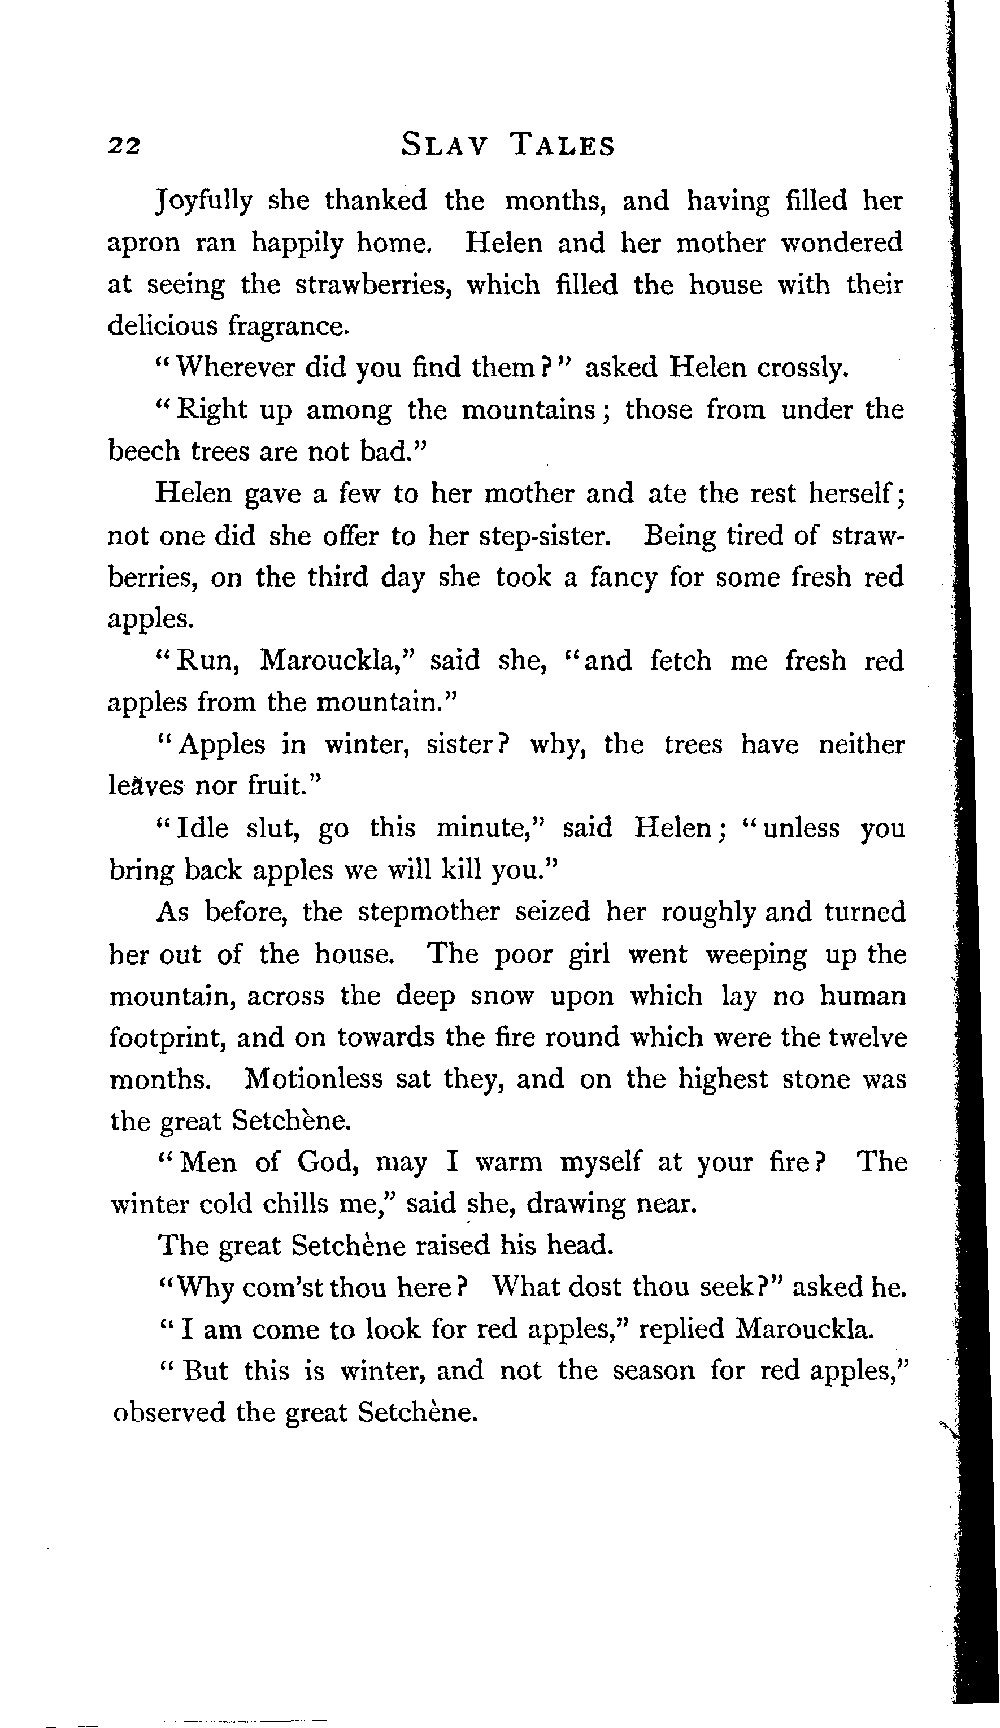 22 SLAV TALES
Joyfully she thanked the months, and having filled her
apron ran happily home. Helen and her mother wondered
at seeing the strawberries, which filled the house with their
delicious fragrance.
"Wherever did you find them?" asked Helen crossly.
"Right up among the mountains; those from under the
beech trees are not bad."
Helen gave a few to her mother and ate the rest herself;
not one did she offer to her step-sister. Being tired of straw-
berries, on the third day she took a fancy for some fresh red
apples.
"Run, Marouckla," said she, "and fetch me fresh red
apples from the mountain."
"Apples in winter, sister? why, the trees have neither
leaves nor fruit."
"Idle slut, go this minute," said Helen; "unless you
bring back apples we will kill you."
As before, the stepmother seized her roughly and turned
her out of the house. The poor girl went weeping up the
mountain, across the deep snow upon which lay no human
footprint, and on towards the fire round which were the twelve
months. Motionless sat they, and on the highest stone was
the great Setchène.
"Men of God, may I warm myself at your fire? The
winter cold chills me," said she, drawing near.
The great Setchène raised his head.
"Why com'st thou here? What dost thou seek?" asked he.
"I am come to look for red apples," replied Marouckla.
"But this is winter, and not the season for red apples,"
observed the great Setchène.